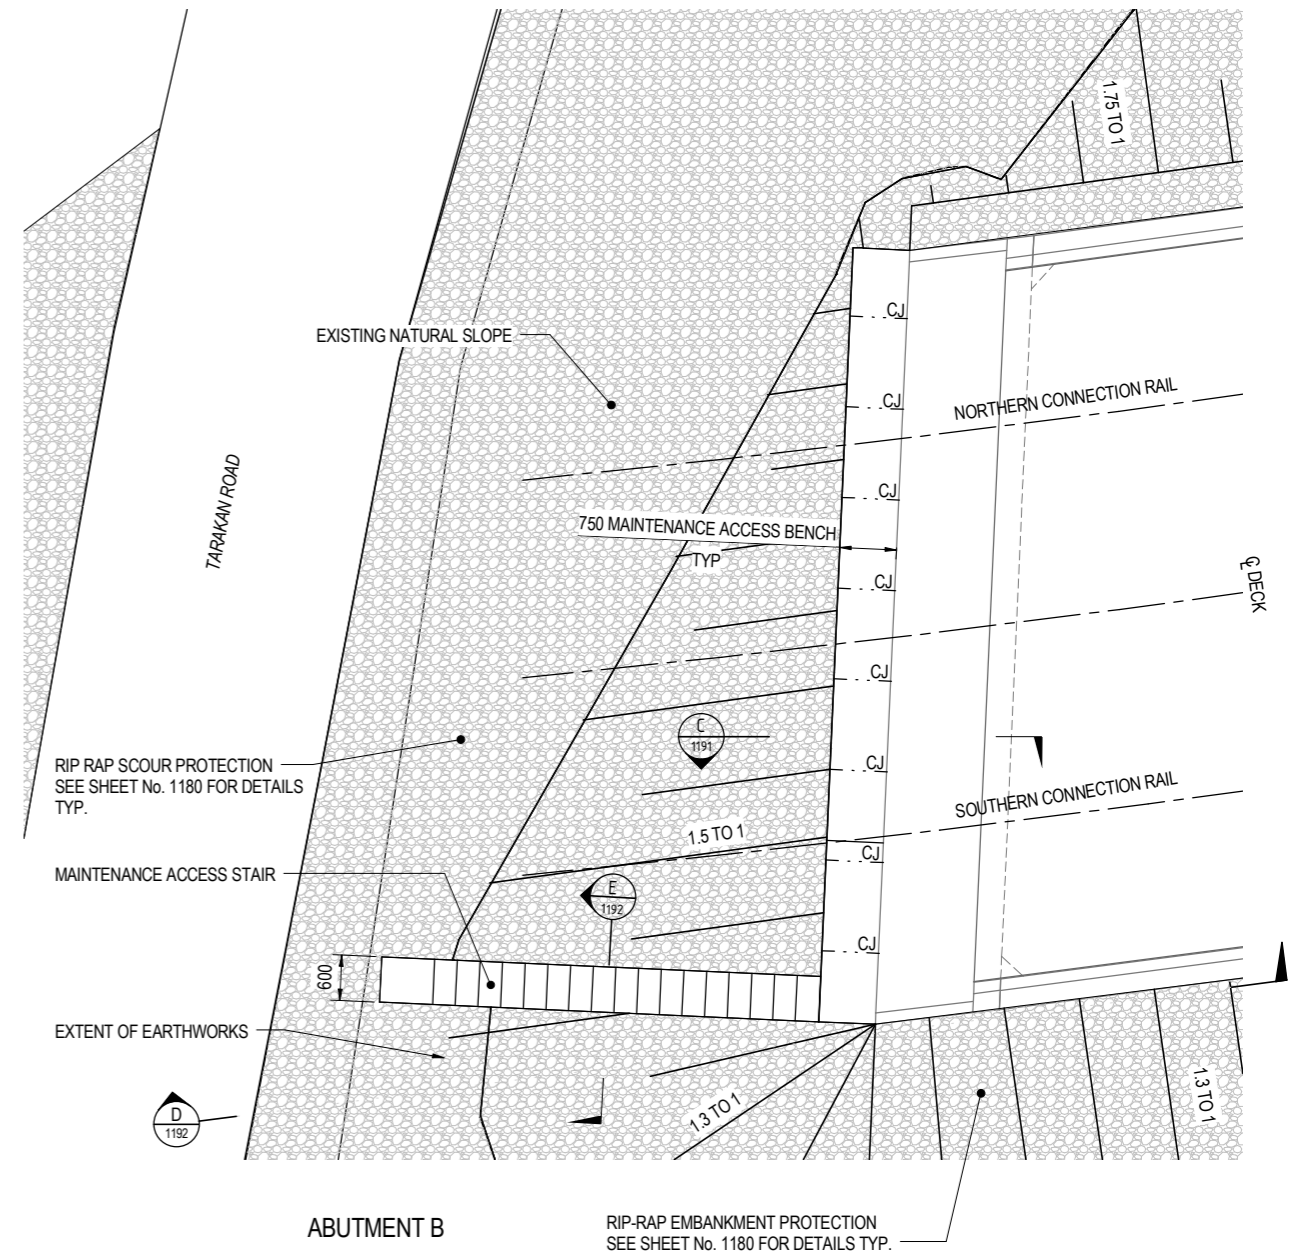 1.75 TO 1
CJ
EXISTING NATURAL SLOPE
NORTHERN CONNECTION RAIL
CJ
TARAKAN ROAD
CJ
750 MAINTENANCE ACCESS BENCH
TYP
CJ
℄ DECK
CJ
C
1191
RIP RAP SCOUR PROTECTION
SEE SHEET No. 1180 FOR DETAILS
TYP.
CJ
SOUTHERN CONNECTION RAIL
1.5 TO 1
CJ
MAINTENANCE ACCESS STAIR
E
1192
CJ
600
EXTENT OF EARTHWORKS
1.3 TO 1
1.3 TO 1
D
1192
ABUTMENT B
RIP-RAP EMBANKMENT PROTECTION
SEE SHEET No. 1180 FOR DETAILS TYP.